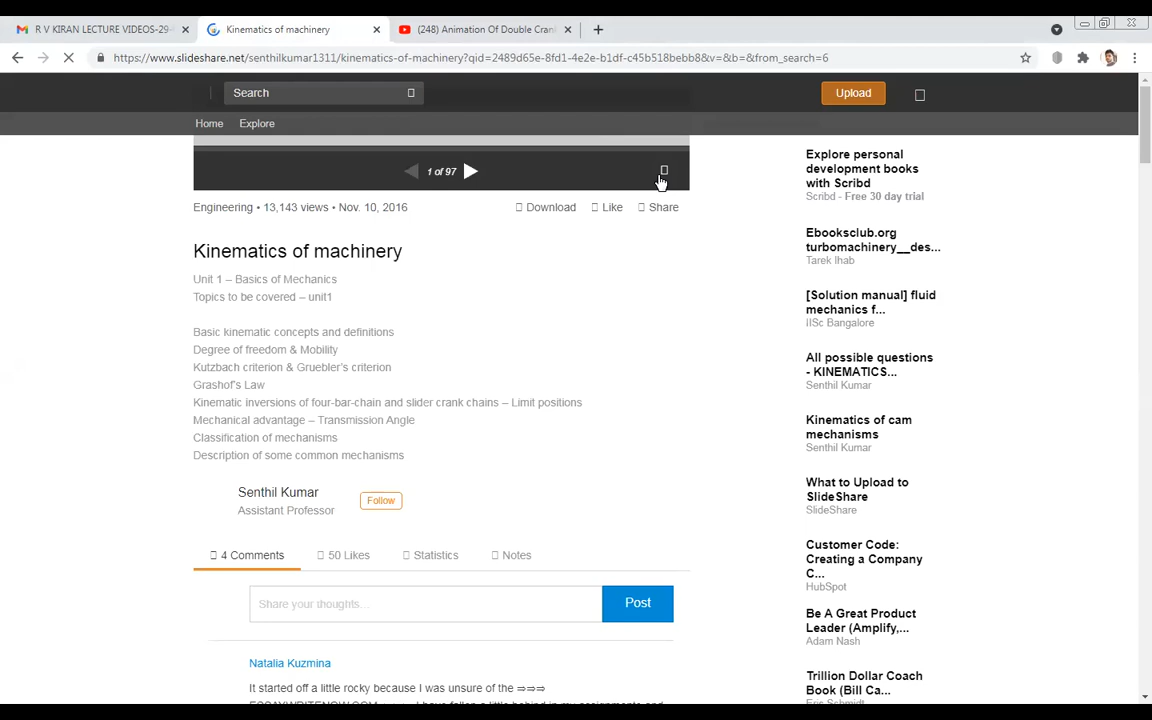 R V KIRAN LECTURE VIDEOS-29-
Kinematics of machinery
(248) Animation Of Double Crank
https://www.slideshare.net/senthilkumar1311/kinematics-of-machinery?qid=2489d65e-8fd1-4e2e-b1df-c45b518bebb8&v=&b=&from_search=6
Search
Upload
Home
Explore
1 of 97
Engineering • 13,143 views • Nov. 10, 2016
Download
Like
Share
Kinematics of machinery
Unit 1 – Basics of Mechanics
Topics to be covered – unit1
Basic kinematic concepts and definitions
Degree of freedom & Mobility
Kutzbach criterion & Gruebler's criterion
Grashof's Law
Kinematic inversions of four-bar-chain and slider crank chains – Limit positions
Mechanical advantage – Transmission Angle
Classification of mechanisms
Description of some common mechanisms
Senthil Kumar
Assistant Professor
Follow
4 Comments
50 Likes
Statistics
Notes
Share your thoughts...
Post
Natalia Kuzmina
It started off a little rocky because I was unsure of the ⇒⇒⇒
Explore personal
development books
with Scribd
Scribd - Free 30 day trial
Ebooksclub.org
turbomachinery__des...
Tarek Ihab
[Solution manual] fluid
mechanics f...
IISc Bangalore
All possible questions
- KINEMATICS...
Senthil Kumar
Kinematics of cam
mechanisms
Senthil Kumar
What to Upload to
SlideShare
SlideShare
Customer Code:
Creating a Company
C...
HubSpot
Be A Great Product
Leader (Amplify,...
Adam Nash
Trillion Dollar Coach
Book (Bill Ca...